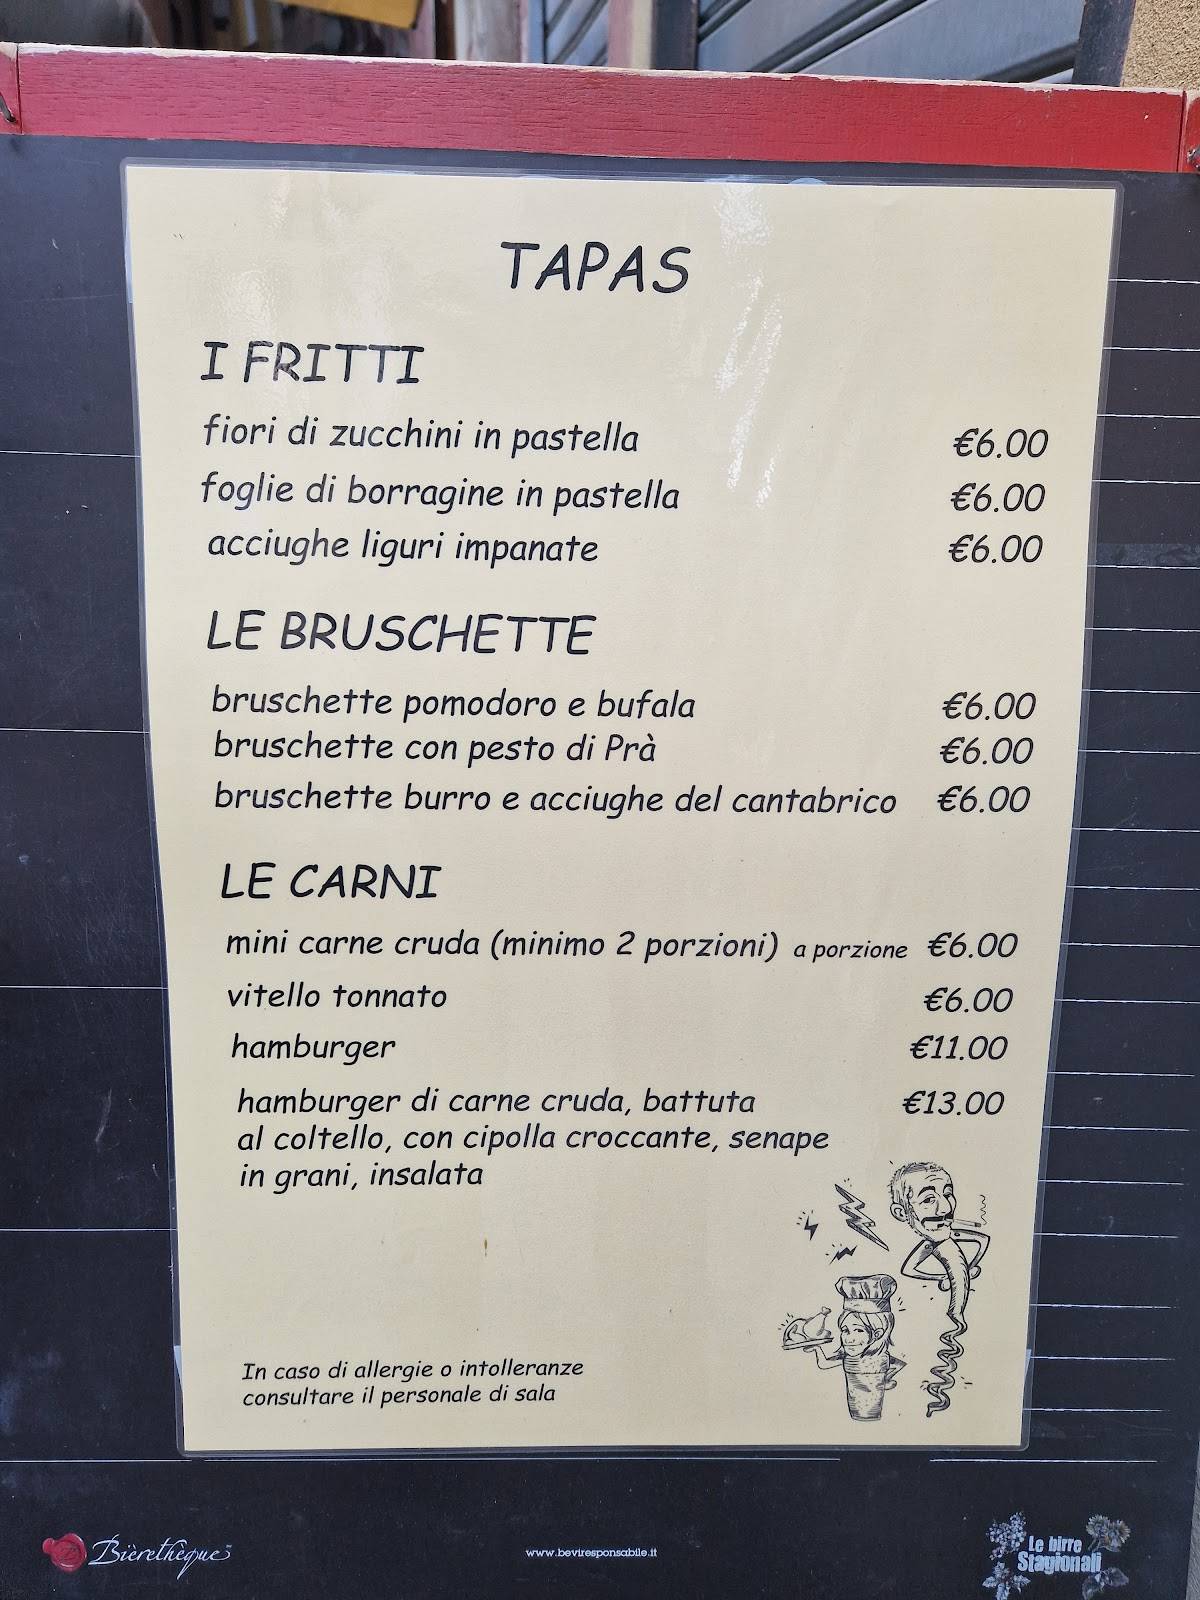 TAPAS
I FRITTI
fiori di zucchini in pastella €6.00
foglie di borragine in pastella €6.00
acciughe liguri impanate €6.00
LE BRUSCHETTE
bruschette pomodoro e bufala €6.00
bruschette con pesto di Prà €6.00
bruschette burro e acciughe del cantabrico €6.00
LE CARNI
mini carne cruda (minimo 2 porzioni) a porzione €6.00
vitello tonnato €6.00
hamburger €11.00
hamburger di carne cruda, battuta €13.00
al coltello, con cipolla croccante, senape
in grani, insalata
In caso di allergie o intolleranze
consultare il personale di sala
Bièrethèque
www.beviresponsabile.it
Le birre
Stagionali